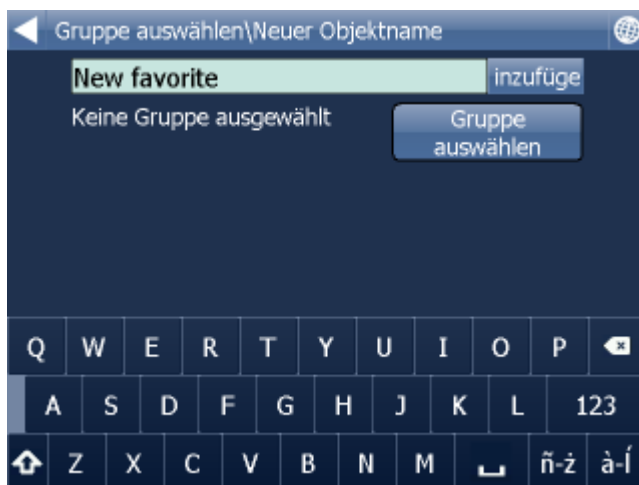 Gruppe auswählen\Neuer Objektname
New favorite inzufüge
Keine Gruppe ausgewählt
Gruppe
auswählen
Q W E R T Y U I O P
A S D F G H J K L 123
Z X C V B N M ñ-ż à-Í